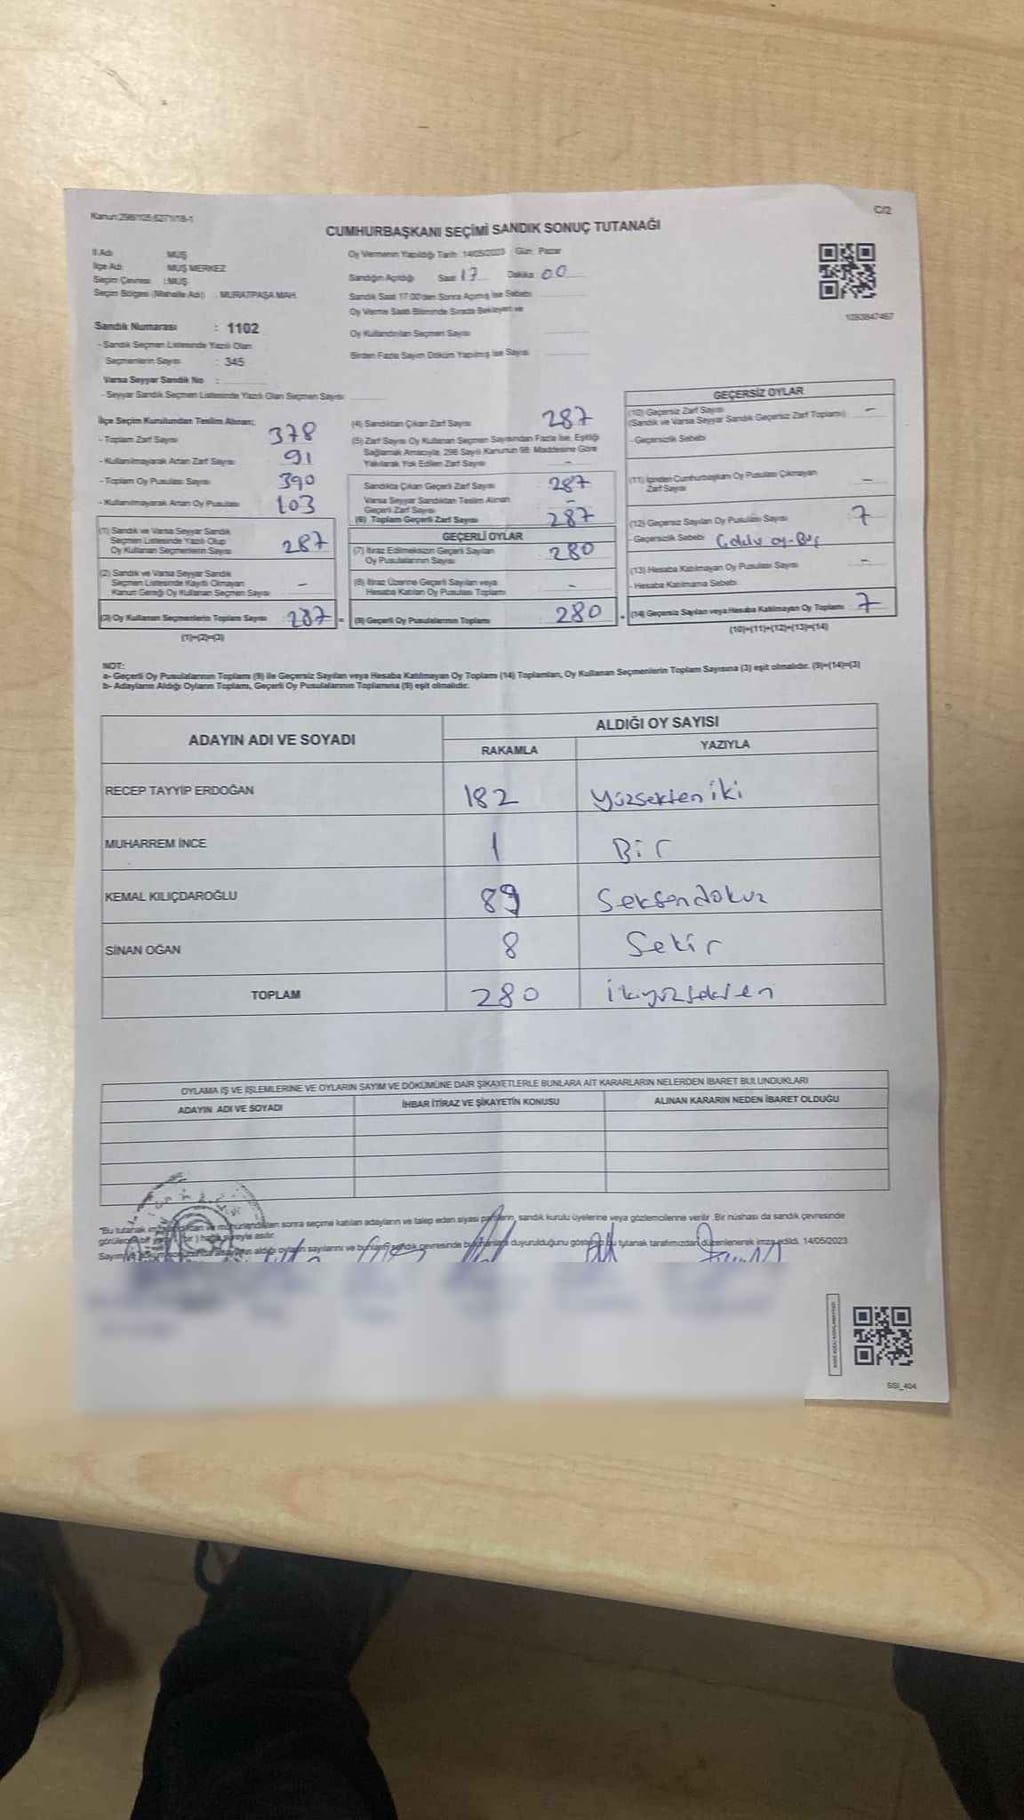 Kanun:298/105;6271/18-1
C/2
CUMHURBAŞKANI SEÇİMİ SANDIK SONUÇ TUTANAĞI
İl Adı : MUŞ
İlçe Adı : MUŞ MERKEZ
Seçim Çevresi : MUŞ
Seçim Bölgesi (Mahalle Adı) : MURATPAŞA MAH.
Sandık Numarası : 1102
- Sandık Seçmen Listesinde Yazılı Olan
Seçmenlerin Sayısı : 345
Varsa Seyyar Sandık No :
- Seyyar Sandık Seçmen Listesinde Yazılı Olan Seçmen Sayısı
Oy Vermenin Yapıldığı Tarih: 14/05/2023 Gün: Pazar
Sandığın Açıldığı Saat 17 Dakika 00
Sandık Saat 17.00'den Sonra Açılmış İse Sebebi
Oy Verme Saati Bitiminde Sırada Bekleyen ve
Oy Kullandırılan Seçmen Sayısı
Birden Fazla Sayım Döküm Yapılmış İse Sayısı
İlçe Seçim Kurulundan Teslim Alınan;
- Toplam Zarf Sayısı 378
- Kullanılmayarak Artan Zarf Sayısı 91
- Toplam Oy Pusulası Sayısı 390
- Kullanılmayarak Artan Oy Pusulası 103
(1) Sandık ve Varsa Seyyar Sandık
Seçmen Listesinde Yazılı Olup
Oy Kullanan Seçmenlerin Sayısı 287
(2) Sandık ve Varsa Seyyar Sandık
Seçmen Listesinde Kayıtlı Olmayan
Kanun Gereği Oy Kullanan Seçmen Sayısı -
(3) Oy Kullanan Seçmenlerin Toplam Sayısı 287
(1)+(2)=(3)
(4) Sandıktan Çıkan Zarf Sayısı 287
(5) Zarf Sayısı Oy Kullanan Seçmen Sayısından Fazla İse, Eşitliği
Sağlamak Amacıyla, 298 Sayılı Kanunun 98. Maddesine Göre
Yakılarak Yok Edilen Zarf Sayısı -
Sandıkta Çıkan Geçerli Zarf Sayısı 287
Varsa Seyyar Sandıktan Teslim Alınan
Geçerli Zarf Sayısı -
(6) Toplam Geçerli Zarf Sayısı 287
GEÇERLİ OYLAR
(7) İtiraz Edilmeksizin Geçerli Sayılan
Oy Pusulalarının Sayısı 280
(8) İtiraz Üzerine Geçerli Sayılan veya
Hesaba Katılan Oy Pusulası Toplamı -
(9) Geçerli Oy Pusulalarının Toplamı 280
GEÇERSİZ OYLAR
(10) Geçersiz Zarf Sayısı
(Sandık ve Varsa Seyyar Sandık Geçersiz Zarf Toplamı) -
- Geçersizlik Sebebi
(11) İçinden Cumhurbaşkanı Oy Pusulası Çıkmayan
Zarf Sayısı -
(12) Geçersiz Sayılan Oy Pusulası Sayısı 7
- Geçersizlik Sebebi
(13) Hesaba Katılmayan Oy Pusulası Sayısı -
- Hesaba Katılmama Sebebi
(14) Geçersiz Sayılan veya Hesaba Katılmayan Oy Toplamı 7
(10)+(11)+(12)+(13)=(14)
NOT:
a- Geçerli Oy Pusulalarının Toplamı (9) ile Geçersiz Sayılan veya Hesaba Katılmayan Oy Toplamı (14) Toplamları, Oy Kullanan Seçmenlerin Toplam Sayısına (3) eşit olmalıdır. (9)+(14)=(3)
b- Adayların Aldığı Oyların Toplamı, Geçerli Oy Pusulalarının Toplamına (9) eşit olmalıdır.
ADAYIN ADI VE SOYADI ALDIĞI OY SAYISI
RAKAMLA YAZIYLA
RECEP TAYYİP ERDOĞAN 182 Yüzsekseniki
MUHARREM İNCE 1 Bir
KEMAL KILIÇDAROĞLU 89 Seksendokuz
SİNAN OĞAN 8 Sekiz
TOPLAM 280 İkiyüzseksen
OYLAMA İŞ VE İŞLEMLERİNE VE OYLARIN SAYIM VE DÖKÜMÜNE DAİR ŞİKAYETLERLE BUNLARA AİT KARARLARIN NELERDEN İBARET BULUNDUKLARI
ADAYIN ADI VE SOYADI İHBAR İTİRAZ VE ŞİKAYETİN KONUSU ALINAN KARARIN NEDEN İBARET OLDUĞU
"Bu tutanak sonra seçime katılan adayların ve talep eden siyasi partilerin, sandık kurulu üyelerine veya gözlemcilerine verilir. Bir nüshası da sandık çevresinde
asılır.
aldığı oyların sayılarını ve sandık çevresinde duyurulduğunu gösteren bu tutanak tarafımızdan düzenlenerek imza edildi. 14/05/2023
SSI_404